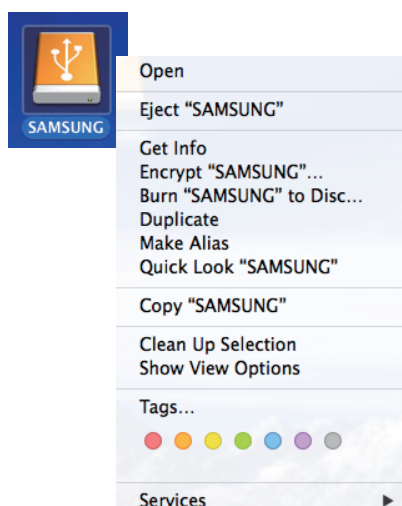 SAMSUNG
Open
Eject “SAMSUNG”
Get Info
Encrypt “SAMSUNG”...
Burn “SAMSUNG” to Disc...
Duplicate
Make Alias
Quick Look “SAMSUNG”
Copy “SAMSUNG”
Clean Up Selection
Show View Options
Tags...
Services